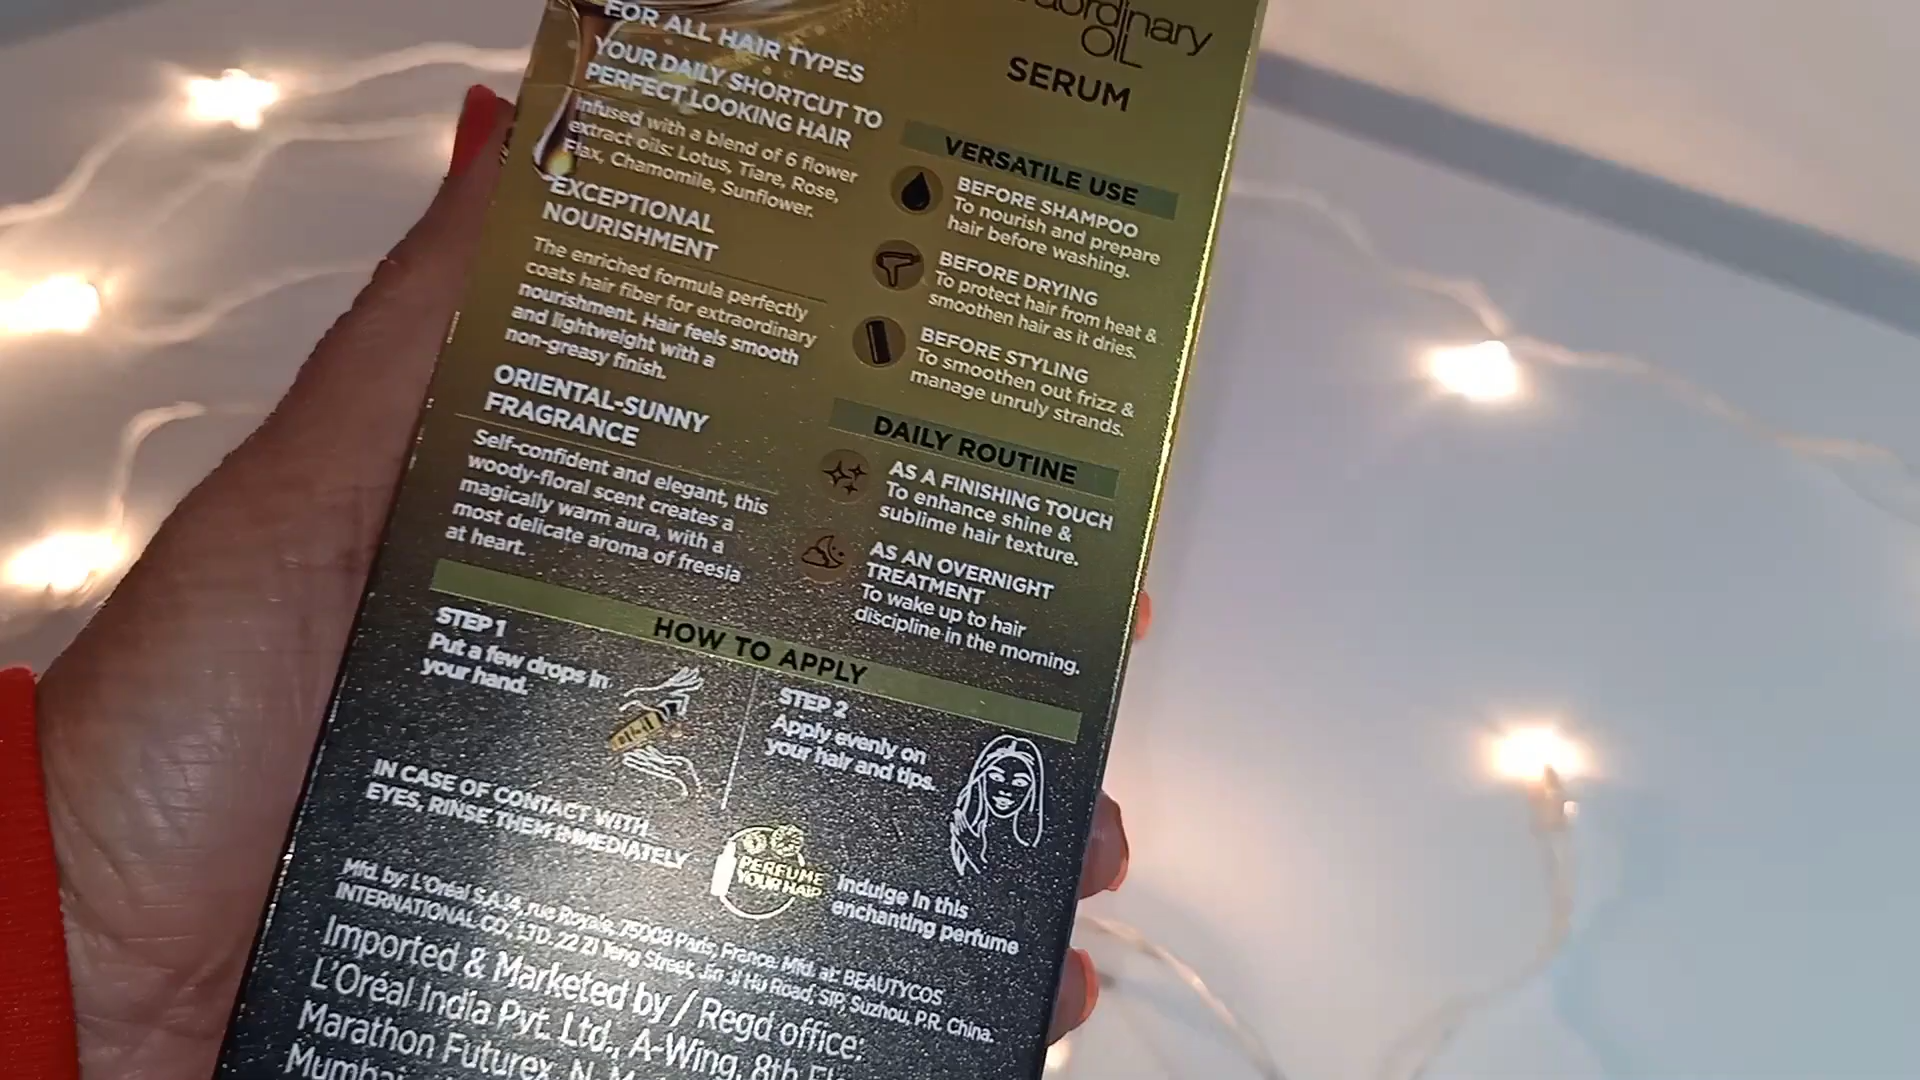 FOR ALL HAIR TYPES
YOUR DAILY SHORTCUT TO
PERFECT LOOKING HAIR
Infused with a blend of 6 flower
extract oils: Lotus, Tiare, Rose,
Flax, Chamomile, Sunflower.
EXCEPTIONAL
NOURISHMENT
The enriched formula perfectly
coats hair fiber for extraordinary
nourishment. Hair feels smooth
and lightweight with a
non-greasy finish.
ORIENTAL-SUNNY
FRAGRANCE
Self-confident and elegant, this
woody-floral scent creates a
magically warm aura, with a
most delicate aroma of freesia
at heart.
OIL
SERUM
VERSATILE USE
BEFORE SHAMPOO
To nourish and prepare
hair before washing.
BEFORE DRYING
To protect hair from heat &
smoothen hair as it dries.
BEFORE STYLING
To smoothen out frizz &
manage unruly strands.
DAILY ROUTINE
AS A FINISHING TOUCH
To enhance shine &
sublime hair texture.
AS AN OVERNIGHT
TREATMENT
To wake up to hair
discipline in the morning.
HOW TO APPLY
STEP 1
Put a few drops in
your hand.
STEP 2
Apply evenly on
your hair and tips.
IN CASE OF CONTACT WITH
EYES, RINSE THEM IMMEDIATELY
PERFUME
YOUR HAIR
Indulge in this
enchanting perfume
Mfd. by: L'Oréal S.A.14, rue Royale, 75008 Paris, France. Mfd. at: BEAUTYCOS
INTERNATIONAL CO, LTD. 22 Zi Teng Street, Jin Ji Hu Road, SIP, Suzhou, P.R. China.
Imported & Marketed by / Regd office:
L'Oréal India Pvt. Ltd., A-Wing, 8th
Marathon Futurex,